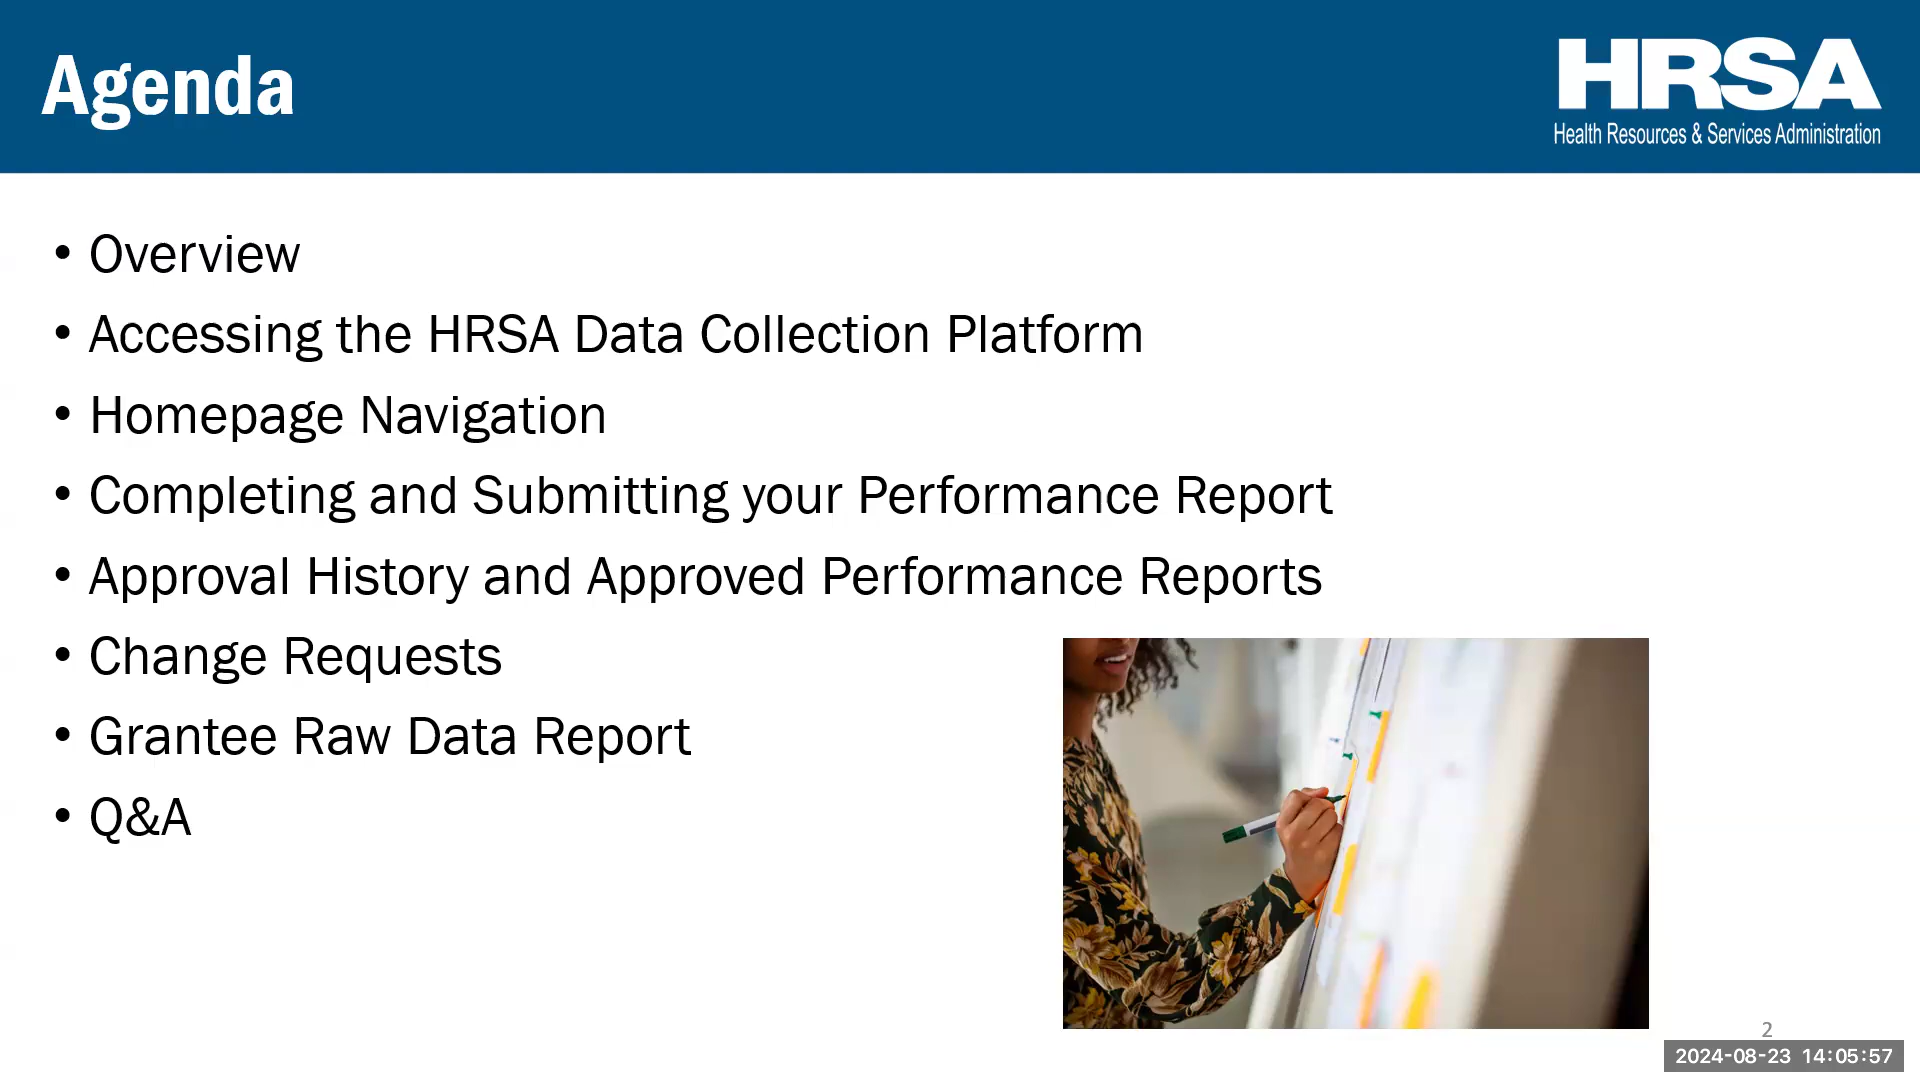 Agenda
HRSA
Health Resources & Services Administration
• Overview
• Accessing the HRSA Data Collection Platform
• Homepage Navigation
• Completing and Submitting your Performance Report
• Approval History and Approved Performance Reports
• Change Requests
• Grantee Raw Data Report
• Q&A
2
2024-08-23 14:05:57